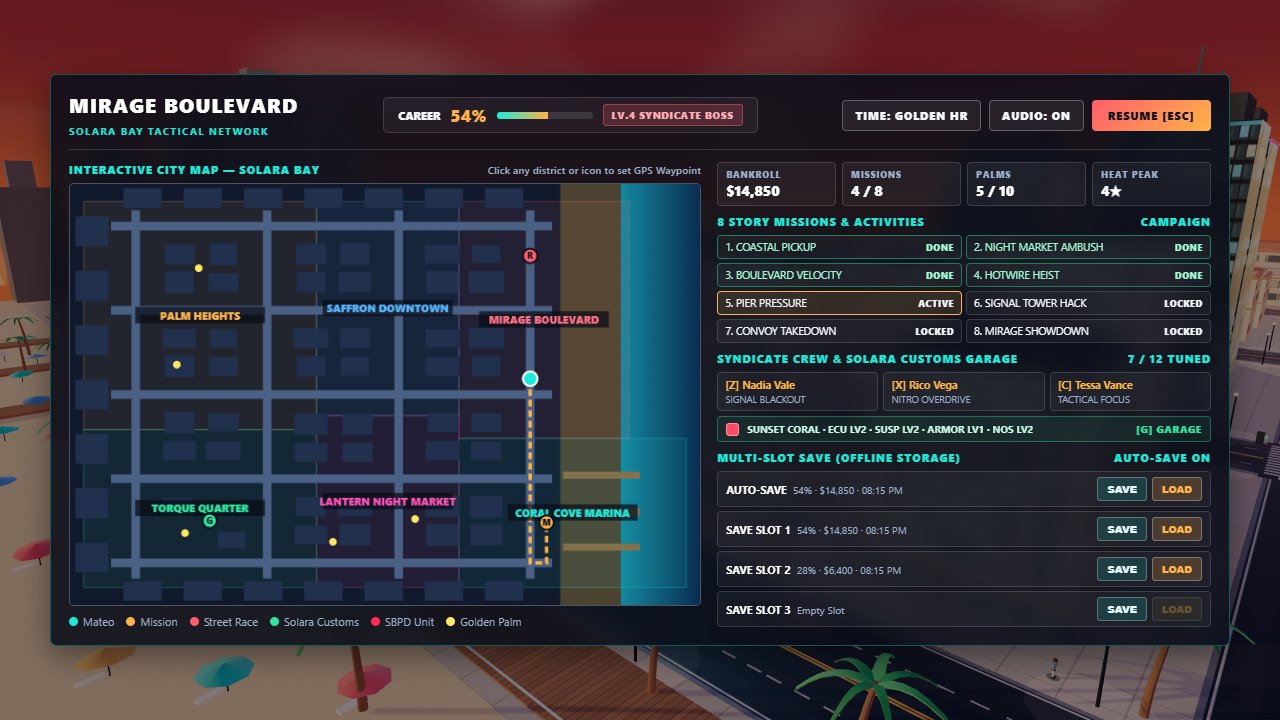 MIRAGE BOULEVARD
SOLARA BAY TACTICAL NETWORK
CAREER 54% LV.4 SYNDICATE BOSS
TIME: GOLDEN HR
AUDIO: ON
RESUME [ESC]
INTERACTIVE CITY MAP — SOLARA BAY
Click any district or icon to set GPS Waypoint
R
PALM HEIGHTS
SAFFRON DOWNTOWN
MIRAGE BOULEVARD
TORQUE QUARTER
G
LANTERN NIGHT MARKET
CORAL COVE MARINA
M
Mateo
Mission
Street Race
Solara Customs
SBPD Unit
Golden Palm
BANKROLL
$14,850
MISSIONS
4 / 8
PALMS
5 / 10
HEAT PEAK
4★
8 STORY MISSIONS & ACTIVITIES CAMPAIGN
1. COASTAL PICKUP DONE
2. NIGHT MARKET AMBUSH DONE
3. BOULEVARD VELOCITY DONE
4. HOTWIRE HEIST DONE
5. PIER PRESSURE ACTIVE
6. SIGNAL TOWER HACK LOCKED
7. CONVOY TAKEDOWN LOCKED
8. MIRAGE SHOWDOWN LOCKED
SYNDICATE CREW & SOLARA CUSTOMS GARAGE 7 / 12 TUNED
[Z] Nadia Vale
SIGNAL BLACKOUT
[X] Rico Vega
NITRO OVERDRIVE
[C] Tessa Vance
TACTICAL FOCUS
SUNSET CORAL · ECU LV2 · SUSP LV2 · ARMOR LV1 · NOS LV2 [G] GARAGE
MULTI-SLOT SAVE (OFFLINE STORAGE) AUTO-SAVE ON
AUTO-SAVE 54% · $14,850 · 08:15 PM SAVE LOAD
SAVE SLOT 1 54% · $14,850 · 08:15 PM SAVE LOAD
SAVE SLOT 2 28% · $6,400 · 08:15 PM SAVE LOAD
SAVE SLOT 3 Empty Slot SAVE LOAD